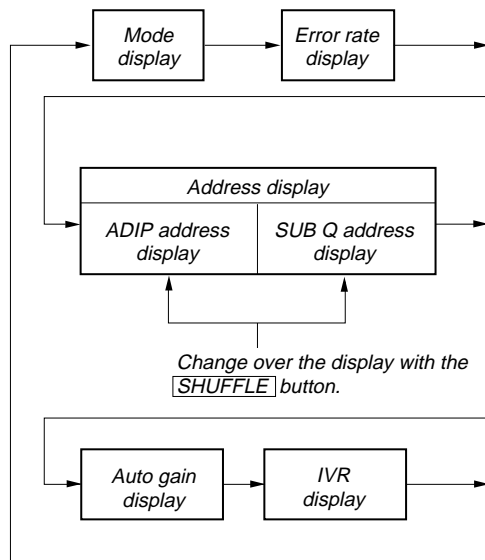 Mode
display
Error rate
display
Address display
ADIP address
display
SUB Q address
display
Change over the display with the
SHUFFLE button.
Auto gain
display
IVR
display